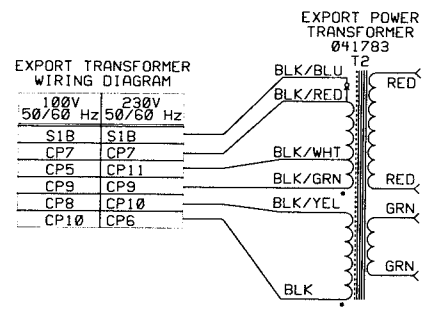 EXPORT POWER
TRANSFORMER
041783
T2
EXPORT TRANSFORMER
WIRING DIAGRAM
100V 230V
50/60 Hz 50/60 Hz
S1B S1B
CP7 CP7
CP5 CP11
CP9 CP9
CP8 CP10
CP10 CP6
BLK/BLU
BLK/RED
BLK/WHT
BLK/GRN
BLK/YEL
BLK
RED
RED
GRN
GRN